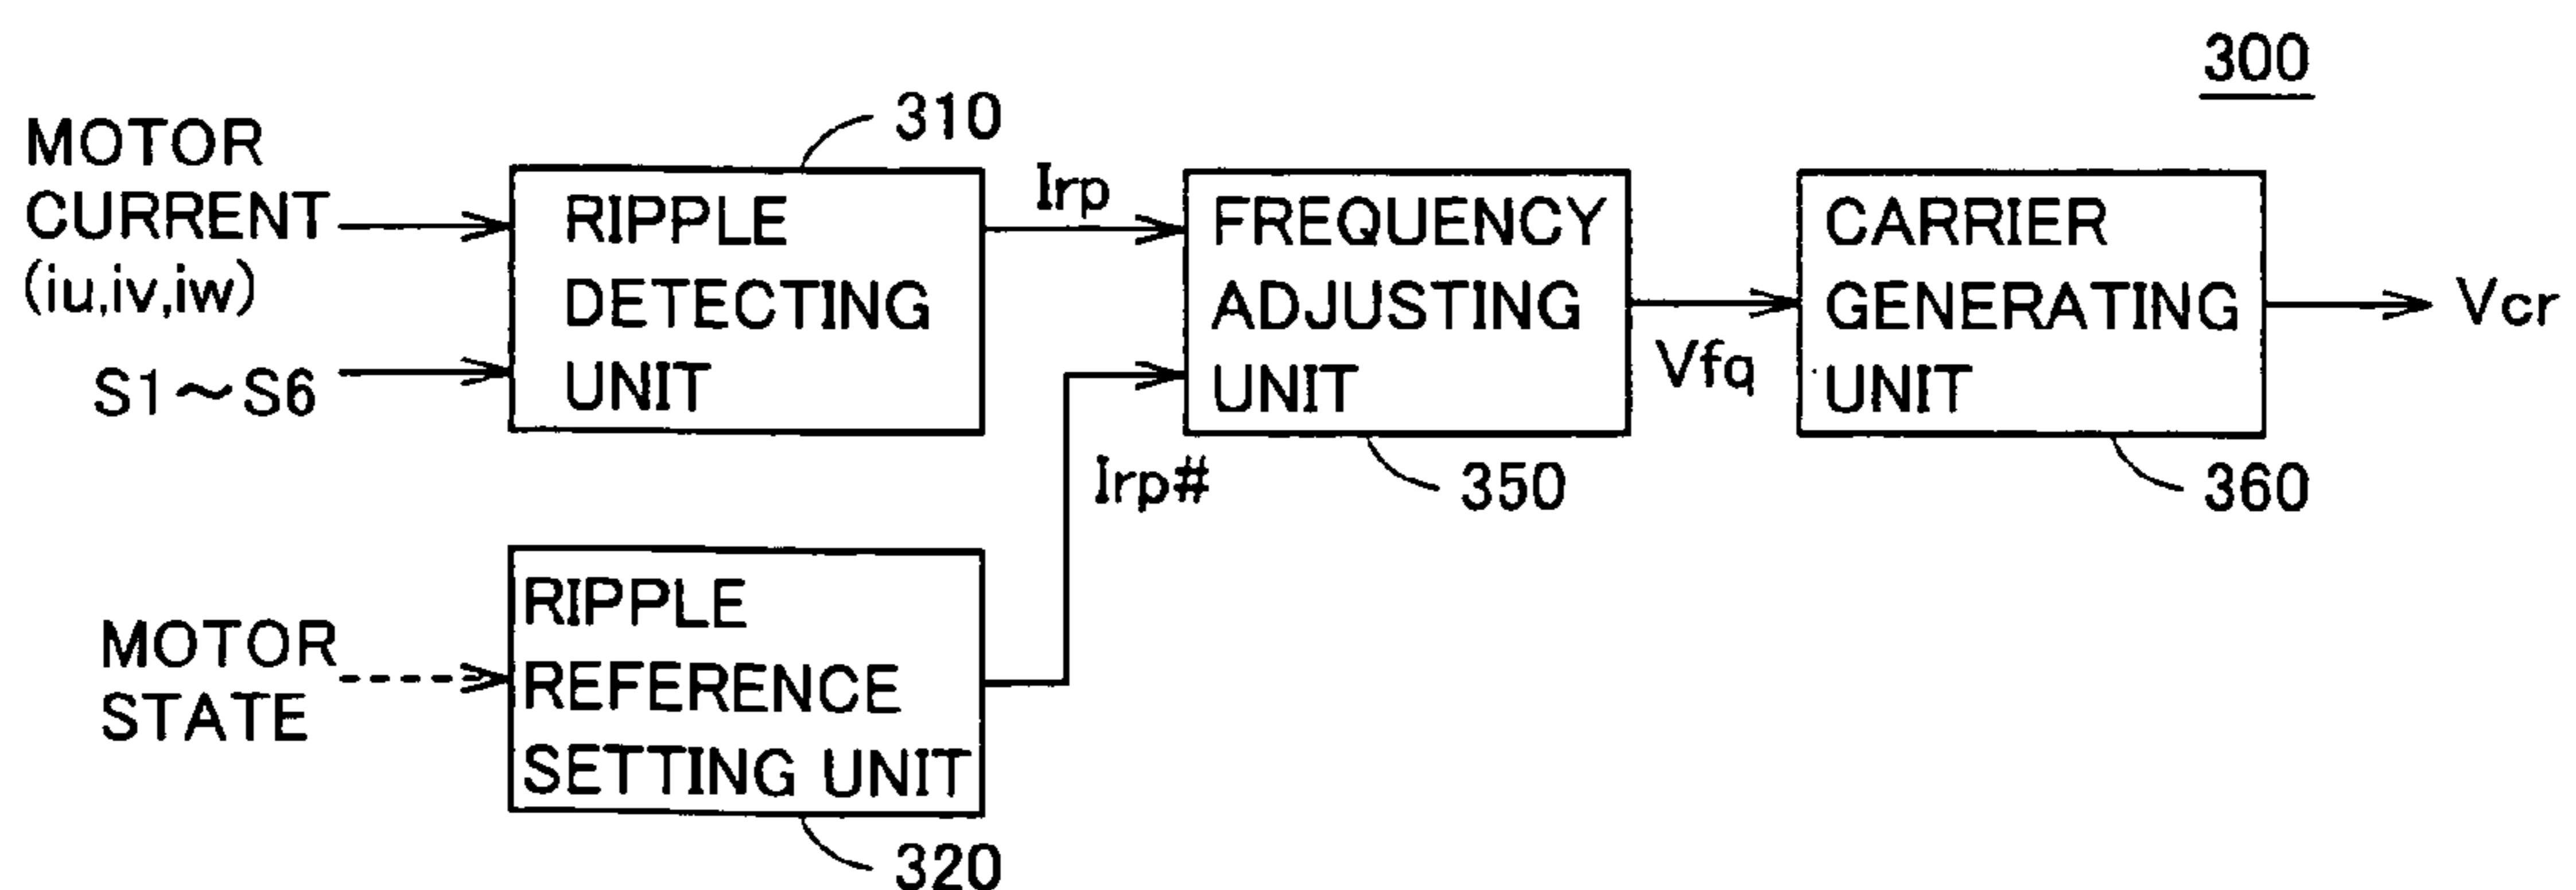 300
310
MOTOR
CURRENT
(iu,iv,iw)
S1~S6
RIPPLE
DETECTING
UNIT
Irp
FREQUENCY
ADJUSTING
UNIT
Vfq
CARRIER
GENERATING
UNIT
Vcr
Irp#
350
360
MOTOR
STATE
RIPPLE
REFERENCE
SETTING UNIT
320